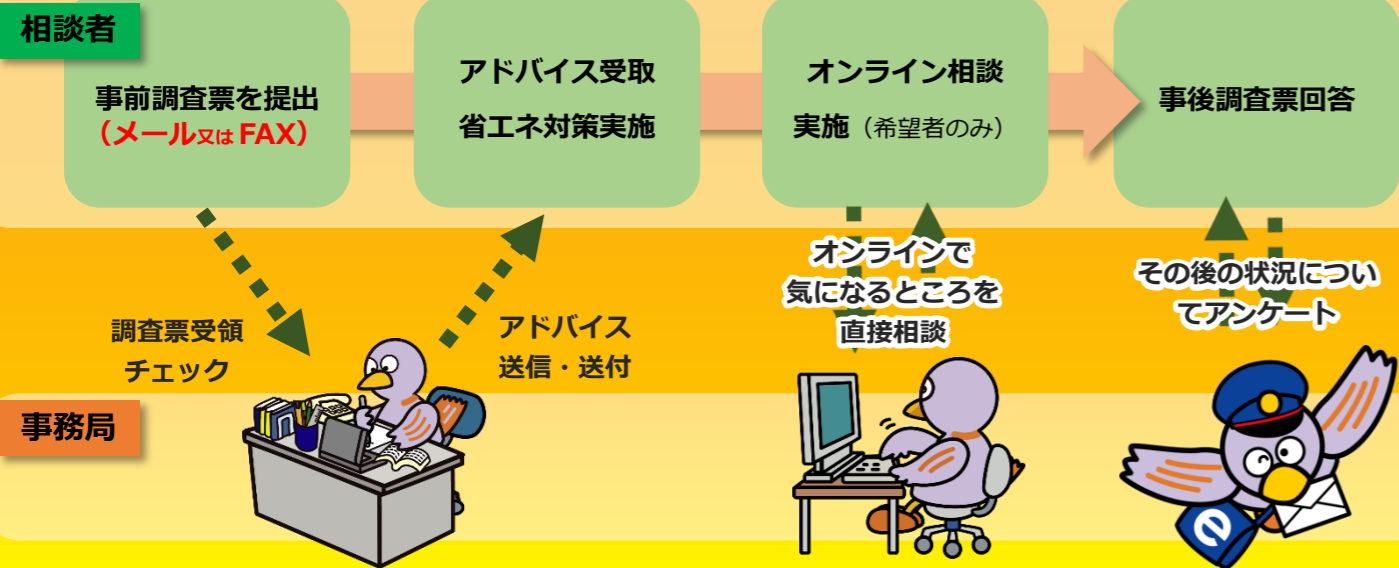 相談者
事前調査票を提出
（メール又は FAX）
アドバイス受取
省エネ対策実施
オンライン相談
実施（希望者のみ）
事後調査票回答
調査票受領
チェック
アドバイス
送信・送付
オンラインで
気になるところを
直接相談
その後の状況につい
てアンケート
事務局
e